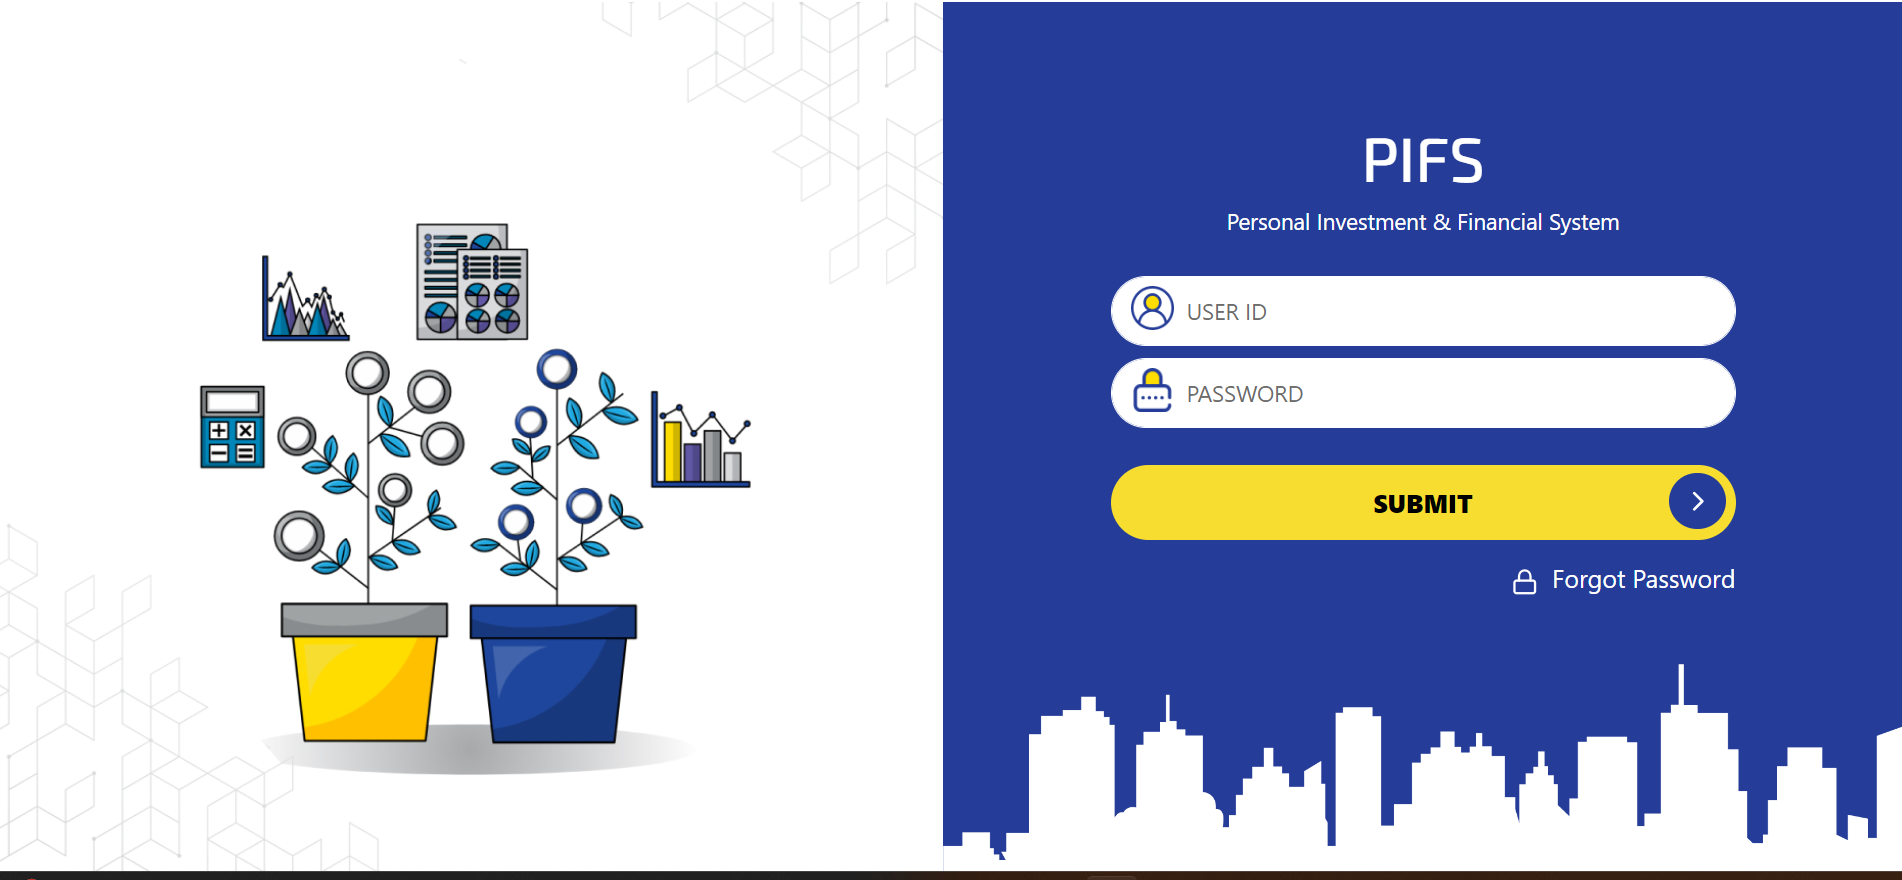 PIFS
Personal Investment & Financial System
USER ID
PASSWORD
SUBMIT
Forgot Password